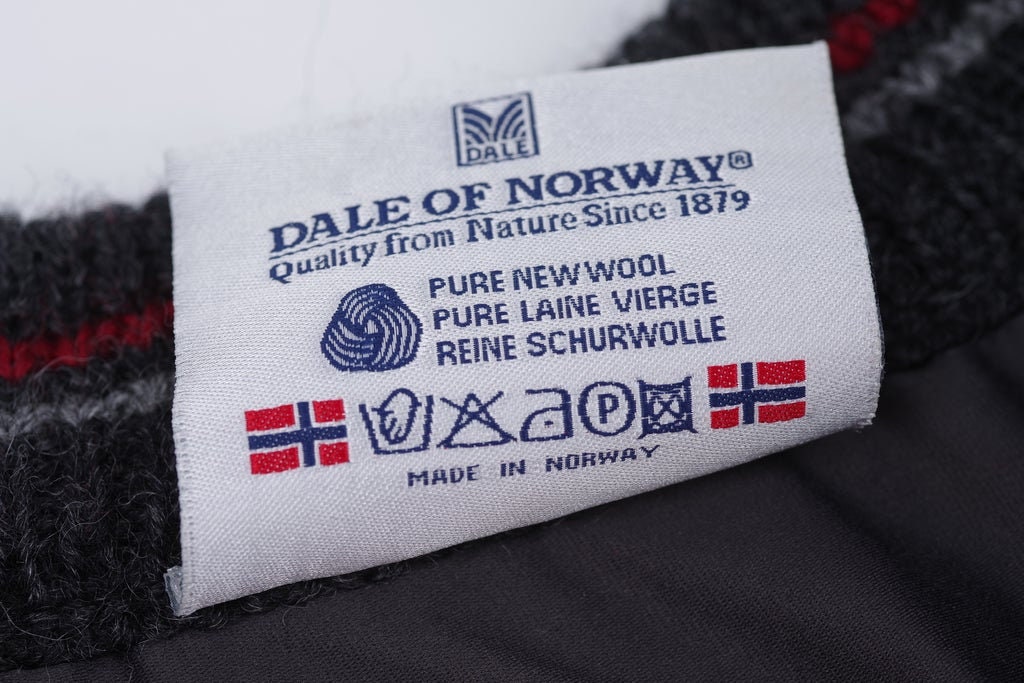 DALE
DALE OF NORWAY®
Quality from Nature Since 1879
PURE NEW WOOL
PURE LAINE VIERGE
REINE SCHURWOLLE
P
MADE IN NORWAY